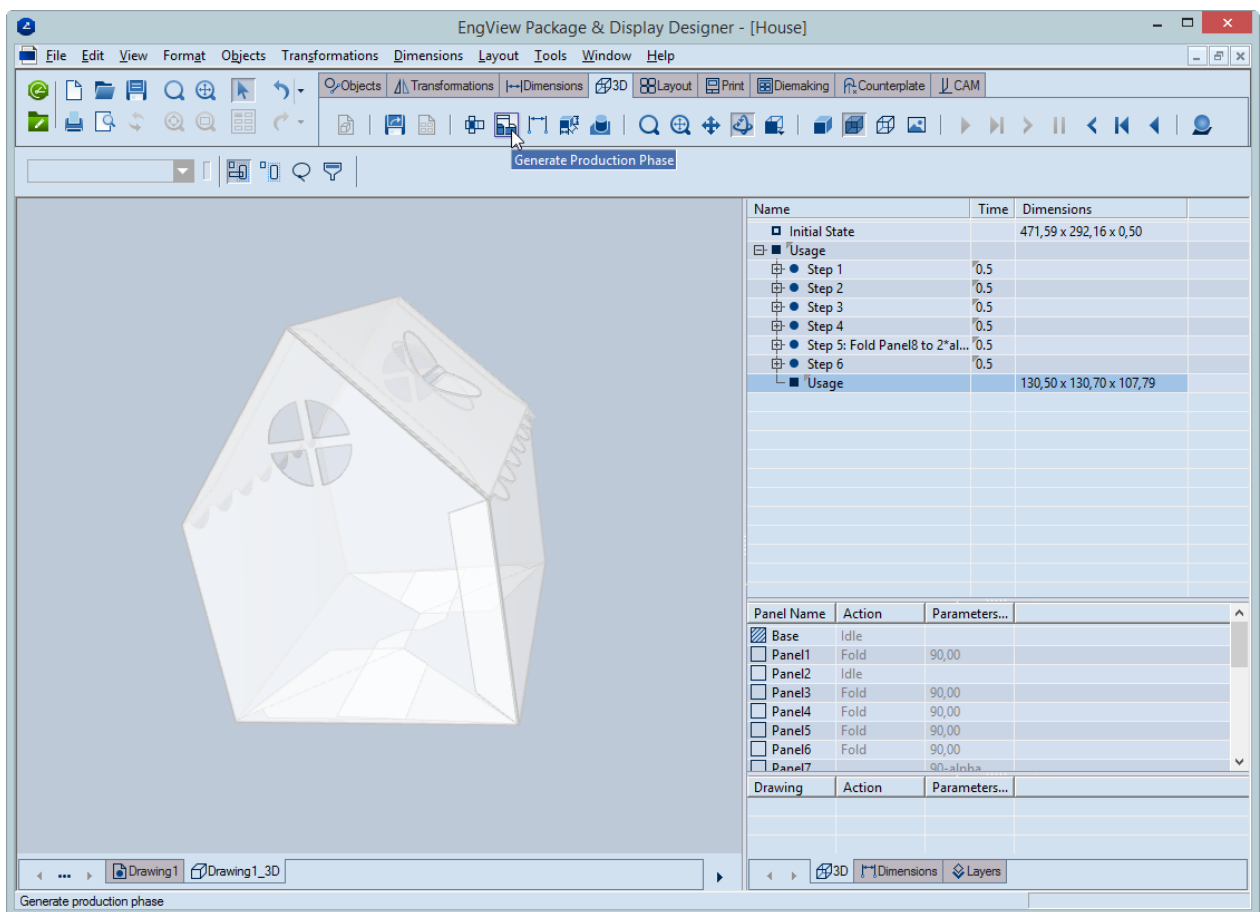 EngView Package & Display Designer - [House]
File Edit View Format Objects Transformations Dimensions Layout Tools Window Help
Objects Transformations Dimensions 3D Layout Print Diemaking Counterplate CAM
Generate Production Phase
Name Time Dimensions
Initial State 471,59 x 292,16 x 0,50
Usage
Step 1 0.5
Step 2 0.5
Step 3 0.5
Step 4 0.5
Step 5: Fold Panel8 to 2*al... 0.5
Step 6 0.5
Usage 130,50 x 130,70 x 107,79
Panel Name Action Parameters...
Base Idle
Panel1 Fold 90,00
Panel2 Idle
Panel3 Fold 90,00
Panel4 Fold 90,00
Panel5 Fold 90,00
Panel6 Fold 90,00
Panel7 90-alpha
Drawing Action Parameters...
Drawing1 Drawing1_3D
3D Dimensions Layers
Generate production phase